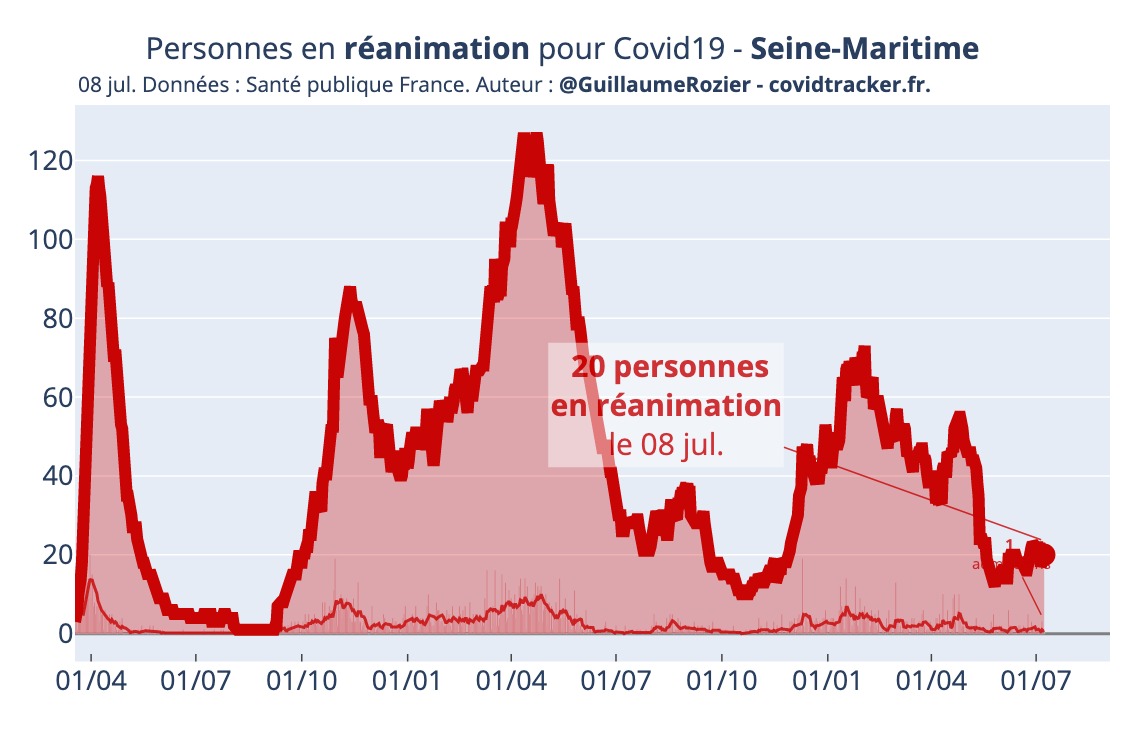 Personnes en réanimation pour Covid19 - Seine-Maritime
08 jul. Données : Santé publique France. Auteur : @GuillaumeRozier - covidtracker.fr.
120
100
80
60
40
20
0
20 personnes
en réanimation
le 08 jul.
1
01/04 01/07 01/10 01/01 01/04 01/07 01/10 01/01 01/04 01/07